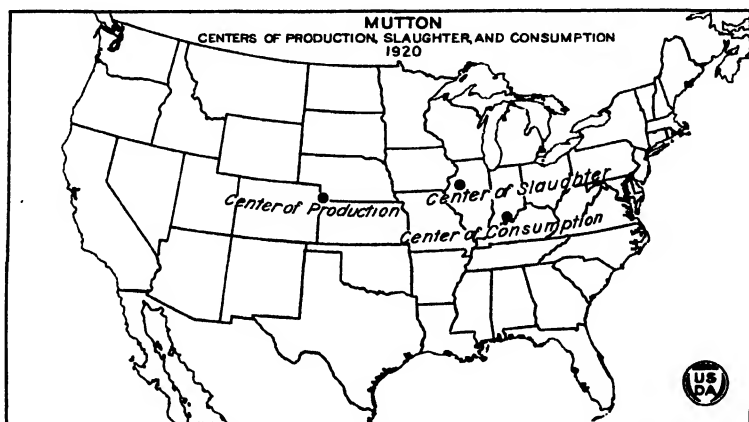 MUTTON
CENTERS OF PRODUCTION, SLAUGHTER, AND CONSUMPTION
1920
Center of Slaughter
Center of Production
Center of Consumption
US
DA